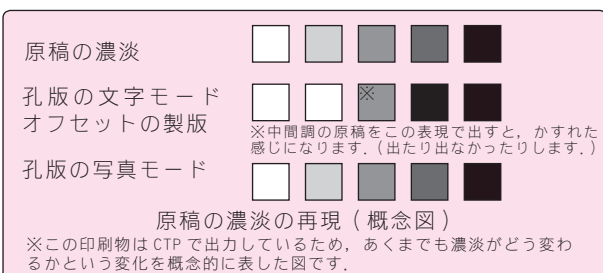 原稿の濃淡
孔版の文字モード
オフセットの製版
※
※中間調の原稿をこの表現で出すと，かすれた
感じになります．（出たり出なかったりします．）
孔版の写真モード
原稿の濃淡の再現（概念図）
※この印刷物は CTP で出力しているため，あくまでも濃淡がどう変わ
るかという変化を概念的に表した図です．